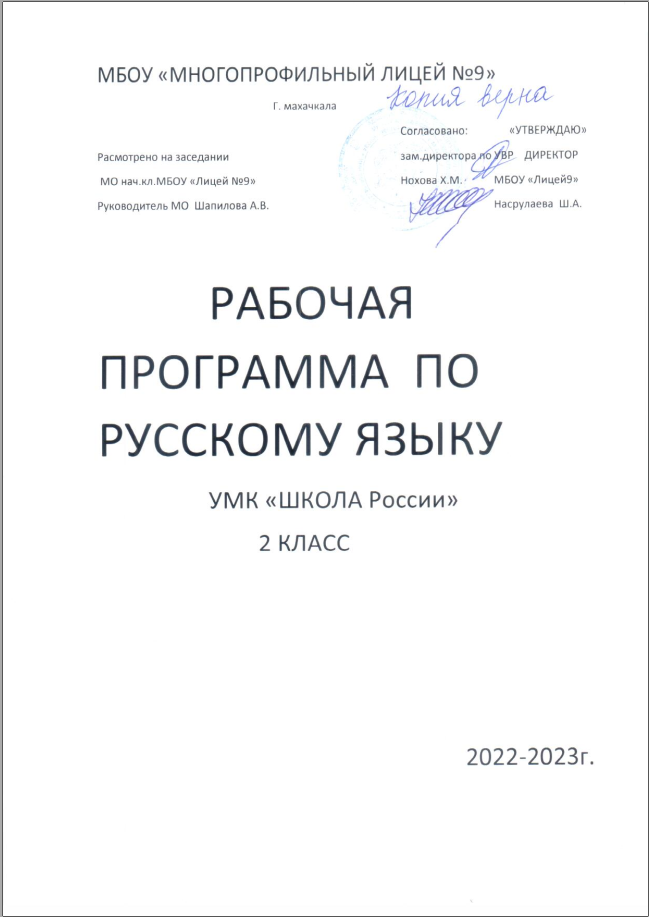 МБОУ «МНОГОПРОФИЛЬНЫЙ ЛИЦЕЙ №9»
Г. махачкала
Копия верна
Согласовано: «УТВЕРЖДАЮ»
Расмотрено на заседании зам.директора по УВР ДИРЕКТОР
МО нач.кл.МБОУ «Лицей №9» Нохова Х.М. МБОУ «Лицей9»
Руководитель МО Шапилова А.В. Насрулаева Ш.А.
РАБОЧАЯ
ПРОГРАММА ПО
РУССКОМУ ЯЗЫКУ
УМК «ШКОЛА России»
2 КЛАСС
2022-2023г.